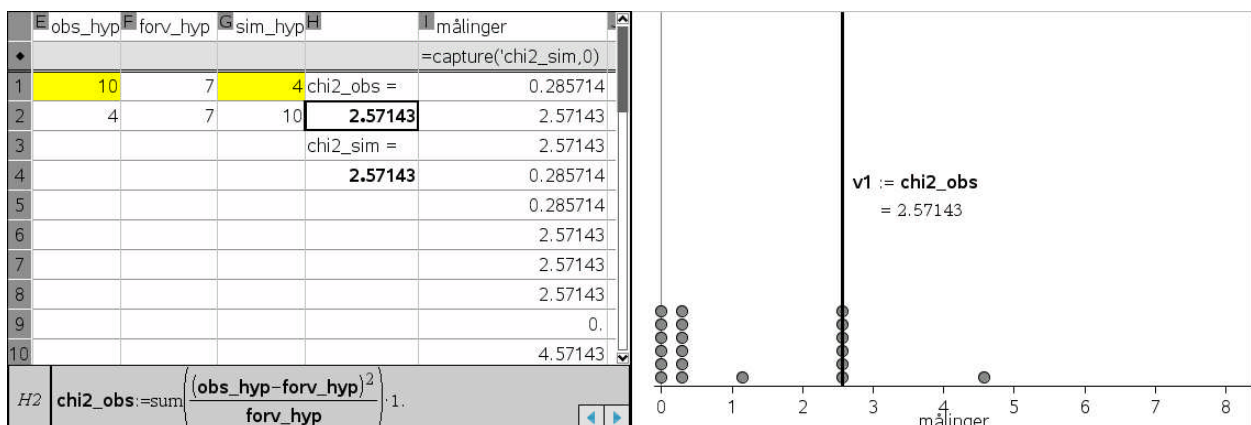 E obs_hyp F forv_hyp G sim_hyp H I målinger
◆ =capture('chi2_sim,0)
1 10 7 4 chi2_obs = 0.285714
2 4 7 10 2.57143 2.57143
3 chi2_sim = 2.57143
4 2.57143 0.285714
5 0.285714
6 2.57143
7 2.57143
8 2.57143
9 0.
10 4.57143
H2 chi2_obs:=sum((obs_hyp-forv_hyp)²/forv_hyp)·1.
v1 := chi2_obs
= 2.57143
0 1 2 3 4 5 6 7 8
målinger